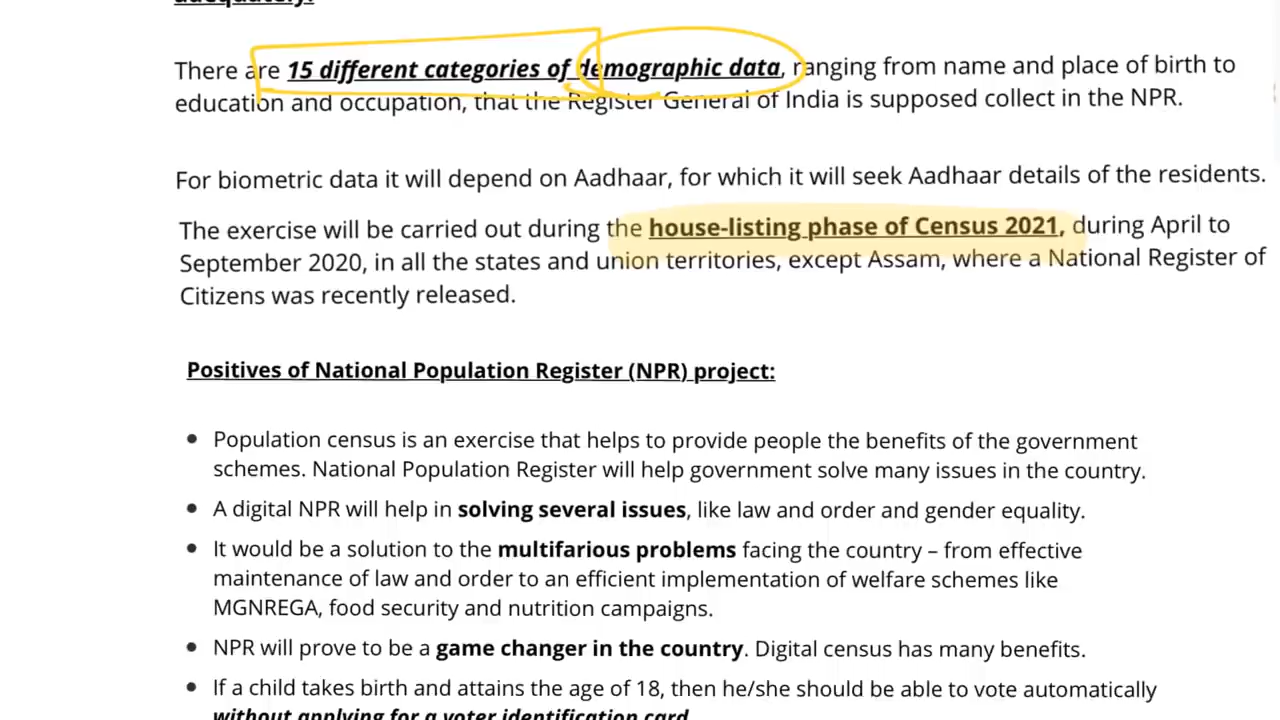 adequately.
There are 15 different categories of demographic data, ranging from name and place of birth to
education and occupation, that the Register General of India is supposed collect in the NPR.
For biometric data it will depend on Aadhaar, for which it will seek Aadhaar details of the residents.
The exercise will be carried out during the house-listing phase of Census 2021, during April to
September 2020, in all the states and union territories, except Assam, where a National Register of
Citizens was recently released.
Positives of National Population Register (NPR) project:
• Population census is an exercise that helps to provide people the benefits of the government
schemes. National Population Register will help government solve many issues in the country.
• A digital NPR will help in solving several issues, like law and order and gender equality.
• It would be a solution to the multifarious problems facing the country – from effective
maintenance of law and order to an efficient implementation of welfare schemes like
MGNREGA, food security and nutrition campaigns.
• NPR will prove to be a game changer in the country. Digital census has many benefits.
• If a child takes birth and attains the age of 18, then he/she should be able to vote automatically
without applying for a voter identification card